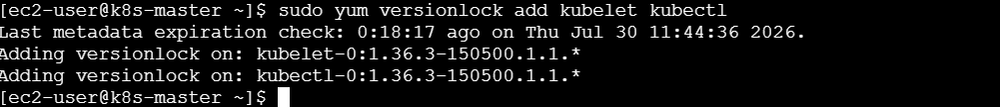 [ec2-user@k8s-master ~]$ sudo yum versionlock add kubelet kubectl
Last metadata expiration check: 0:18:17 ago on Thu Jul 30 11:44:36 2026.
Adding versionlock on: kubelet-0:1.36.3-150500.1.1.*
Adding versionlock on: kubectl-0:1.36.3-150500.1.1.*
[ec2-user@k8s-master ~]$